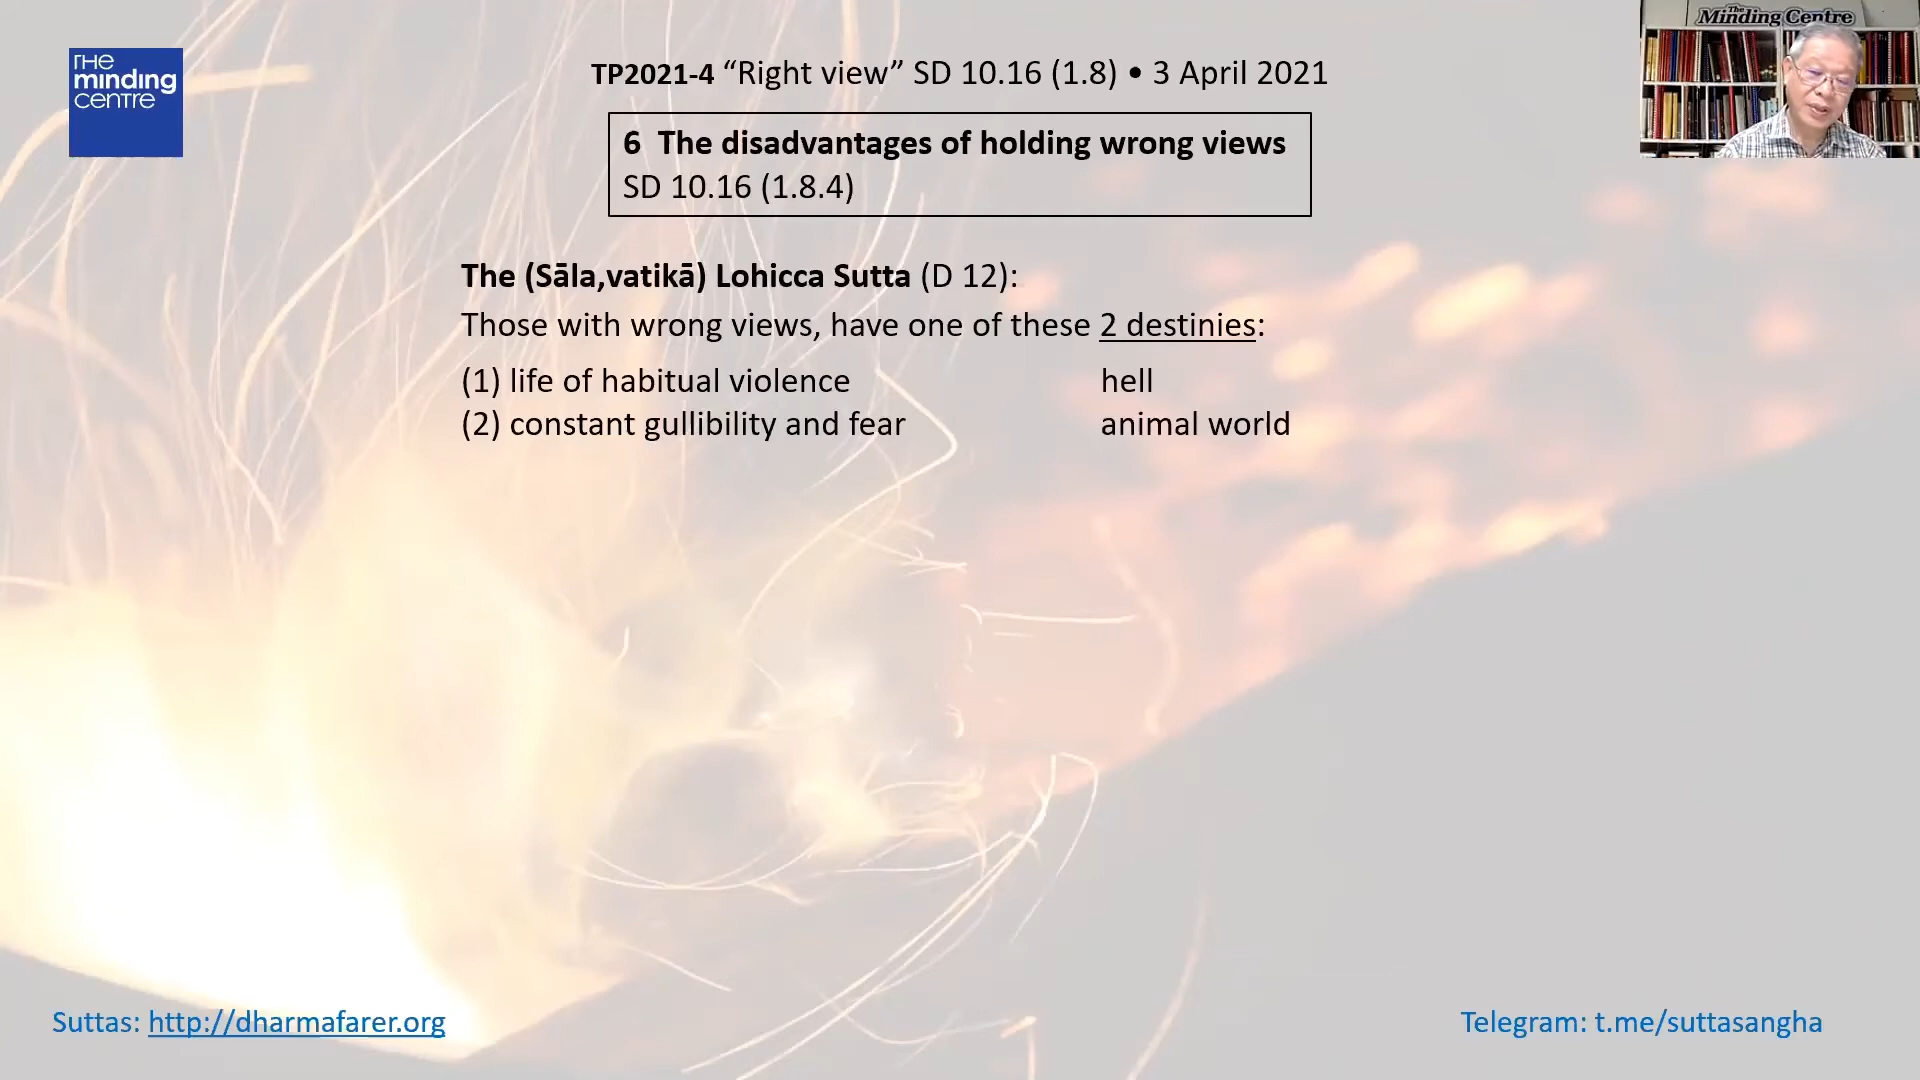 THE
minding
centre
TP2021-4 “Right view” SD 10.16 (1.8) • 3 April 2021
The
Minding Centre
6 The disadvantages of holding wrong views
SD 10.16 (1.8.4)
The (Sāla,vatikā) Lohicca Sutta (D 12):
Those with wrong views, have one of these 2 destinies:
(1) life of habitual violence hell
(2) constant gullibility and fear animal world
Suttas: http://dharmafarer.org
Telegram: t.me/suttasangha